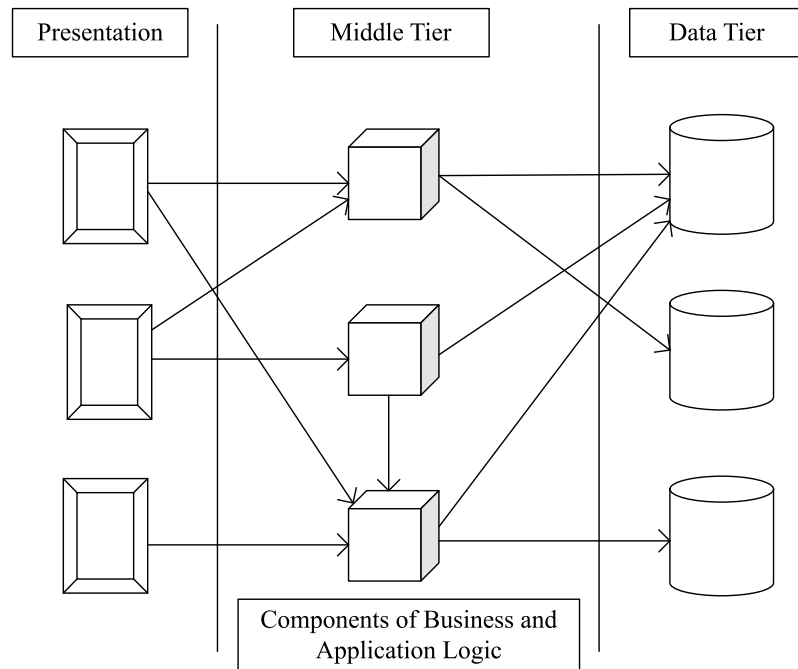 Presentation
Middle Tier
Data Tier
Components of Business and
Application Logic